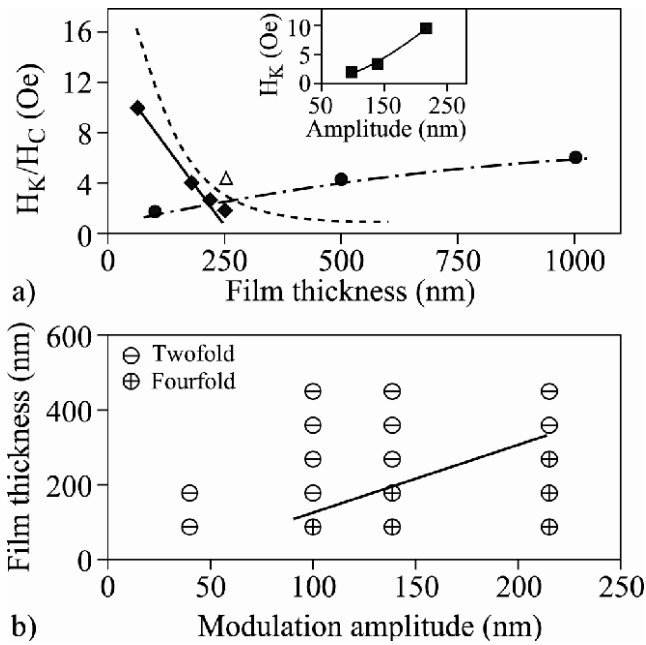 16
12
8
4
0
H_K/H_C (Oe)
10
5
0
H_K (Oe)
50 150 250
Amplitude (nm)
0 250 500 750 1000
a) Film thickness (nm)
600
400
200
0
Film thickness (nm)
Twofold
Fourfold
0 50 100 150 200 250
b) Modulation amplitude (nm)